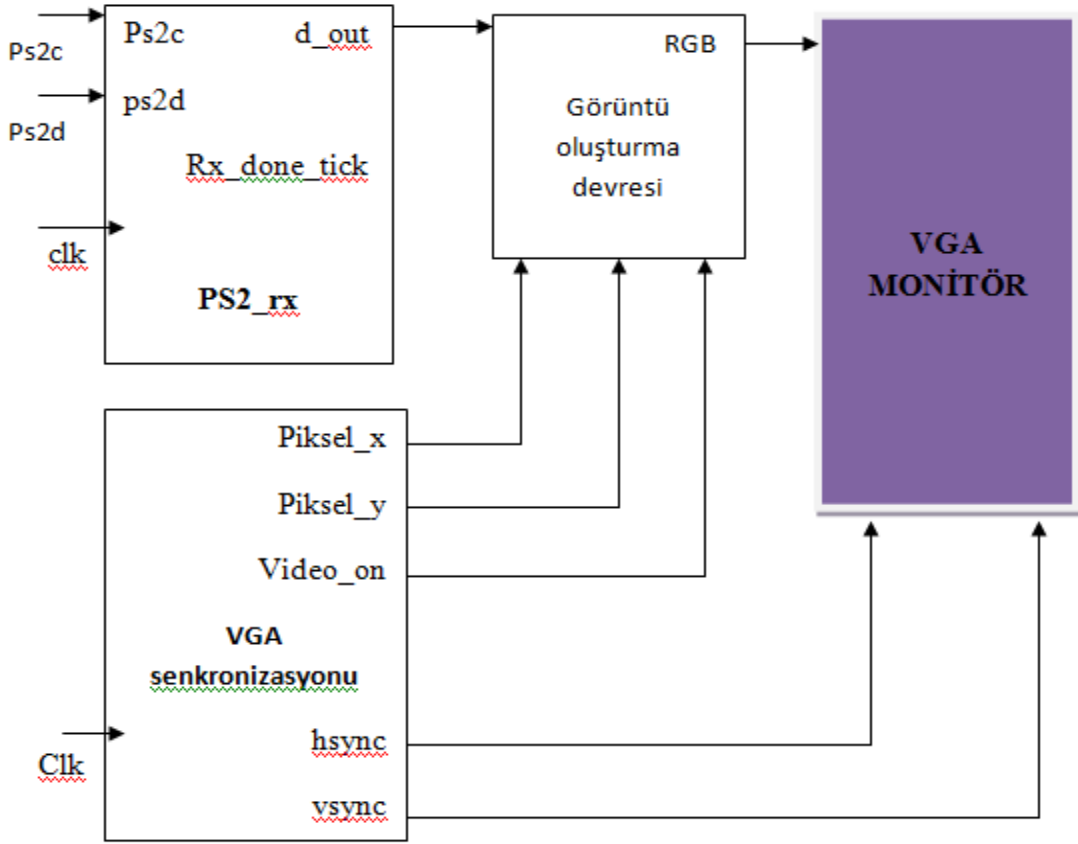 Ps2c
Ps2c
d_out
Ps2d
ps2d
Rx_done_tick
clk
PS2_rx
RGB
Görüntü
oluşturma
devresi
VGA
MONİTÖR
Piksel_x
Piksel_y
Video_on
VGA
senkronizasyonu
Clk
hsync
vsync